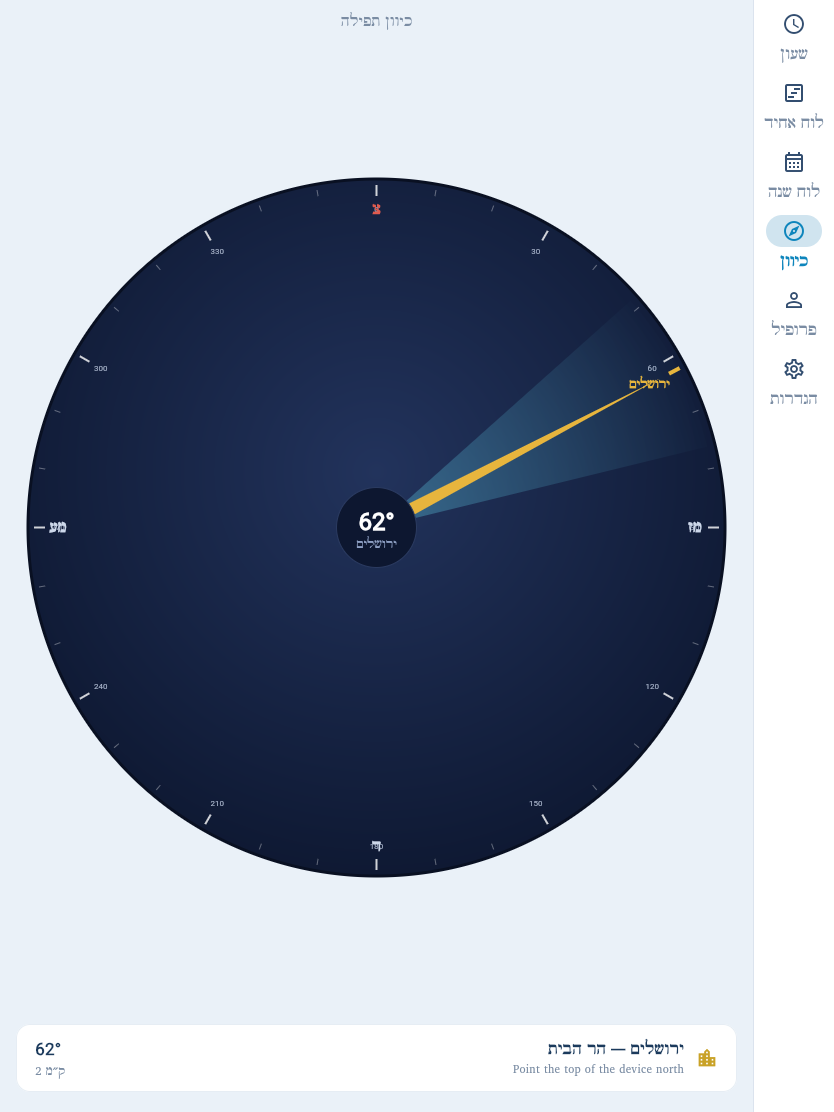 כיוון תפילה
שעון
לוח אחיד
לוח שנה
כיוון
פרופיל
הגדרות
צ
330
30
300
60
ירושלים
מע
62°
ירושלים
מז
240
120
210
150
ד
180
ירושלים — הר הבית
Point the top of the device north
62°
2 ק״מ